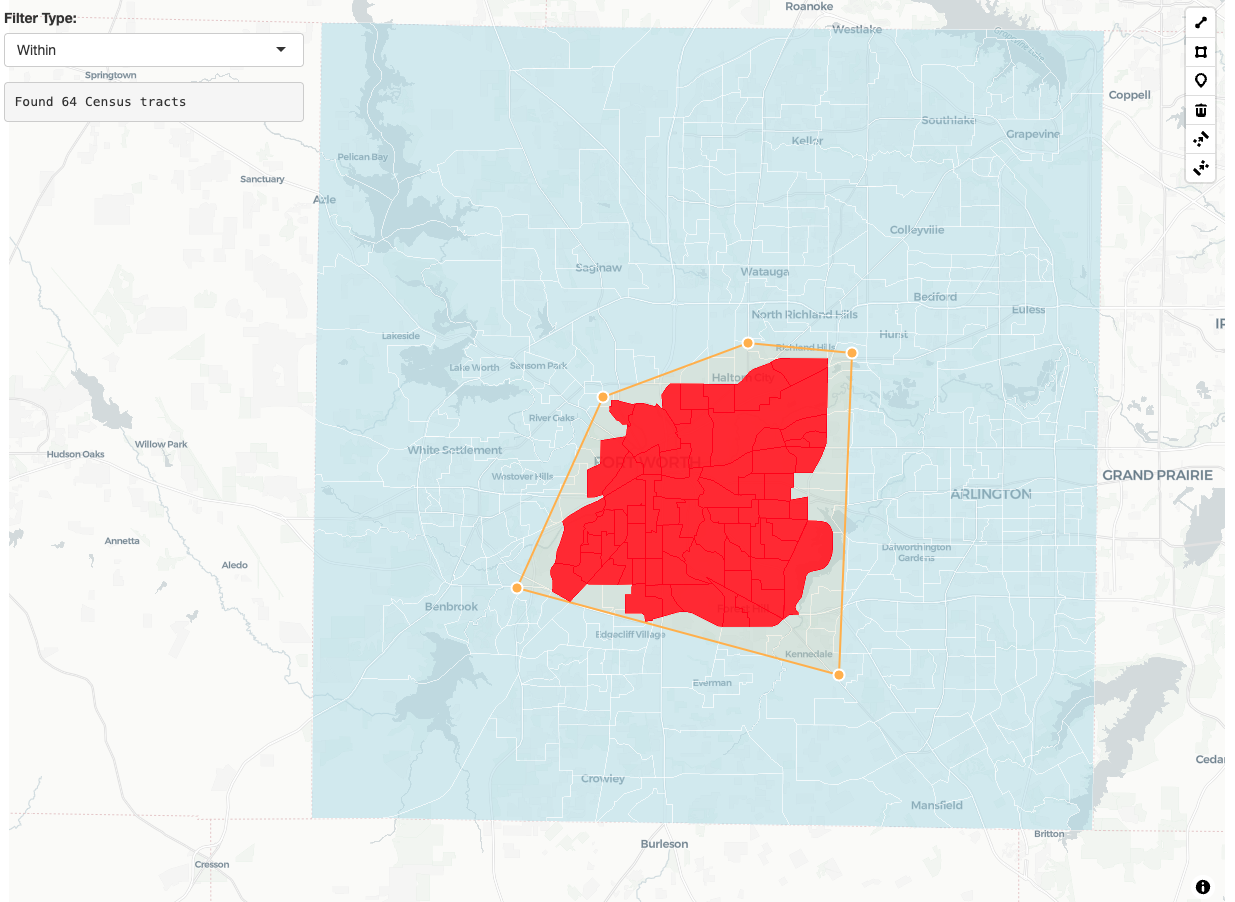 Filter Type:
Within
Found 64 Census tracts
Roanoke
Westlake
Springtown
Coppell
Southlake
Grapevine
Keller
Pelican Bay
Sanctuary
Azle
Colleyville
Saginaw
Watauga
Bedford
Euless
North Richland Hills
Hurst
Lakeside
Richland Hills
Lake Worth
Sansom Park
Haltom City
River Oaks
Willow Park
Hudson Oaks
White Settlement
FORT WORTH
Westover Hills
GRAND PRAIRIE
ARLINGTON
Annetta
Dalworthington
Gardens
Aledo
Benbrook
Forest Hill
Edgecliff Village
Kennedale
Everman
Crowley
Mansfield
Britton
Burleson
Cresson